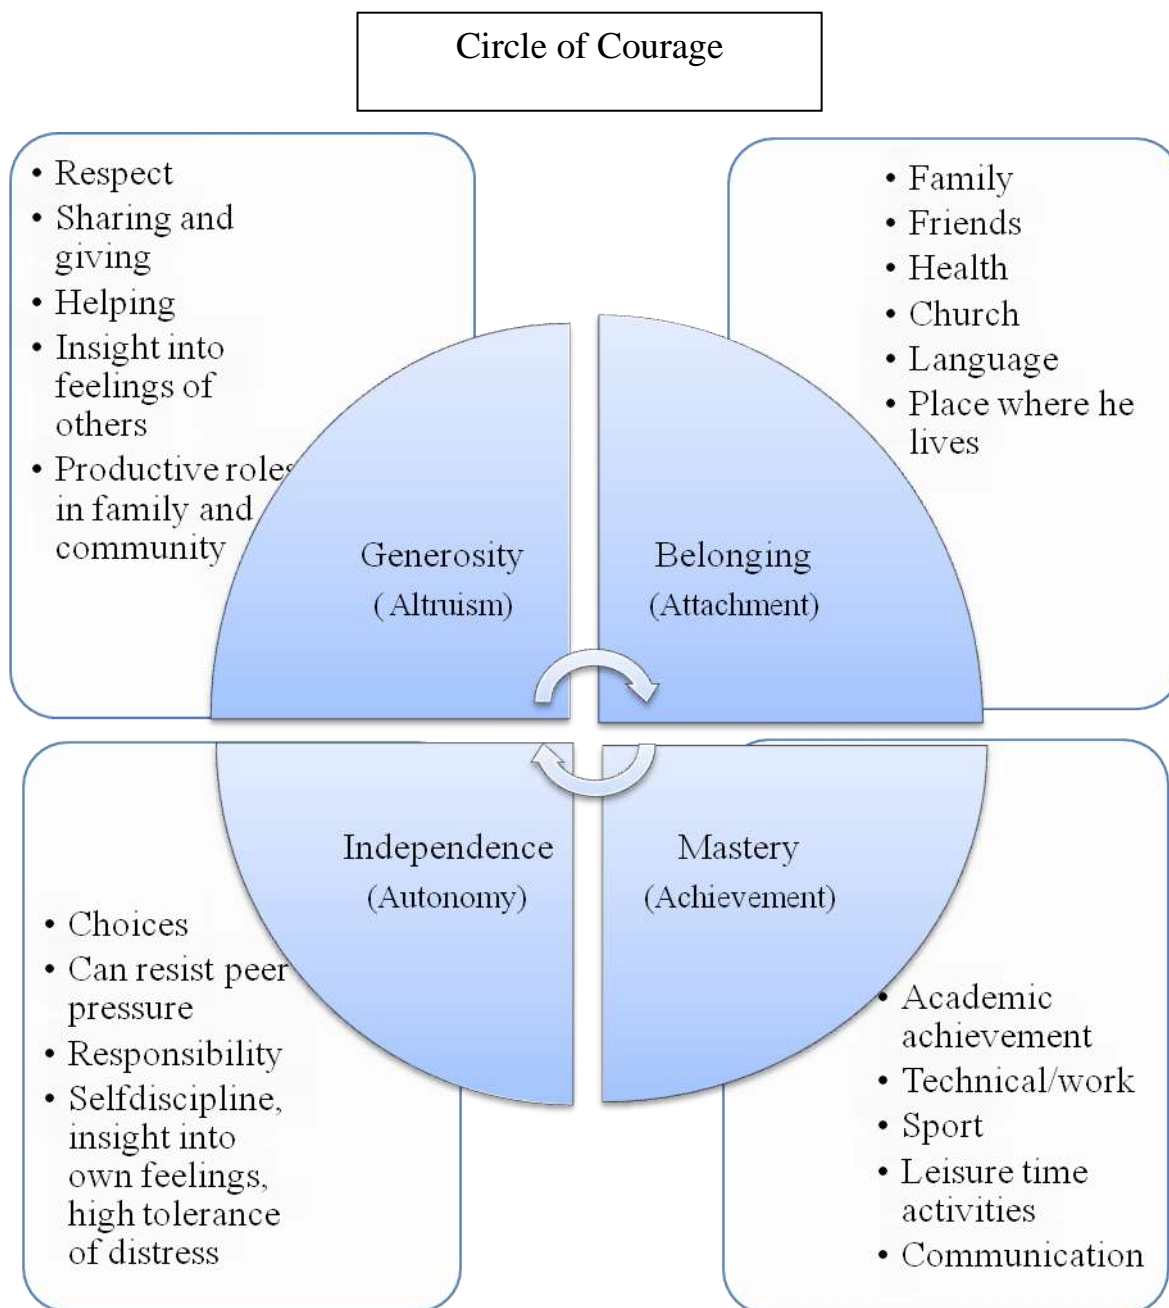 Circle of Courage
• Respect
• Sharing and
giving
• Helping
• Insight into
feelings of
others
• Productive roles
in family and
community
• Family
• Friends
• Health
• Church
• Language
• Place where he
lives
Generosity
( Altruism)
Belonging
(Attachment)
Independence
(Autonomy)
Mastery
(Achievement)
• Choices
• Can resist peer
pressure
• Responsibility
• Selfdiscipline,
insight into
own feelings,
high tolerance
of distress
• Academic
achievement
• Technical/work
• Sport
• Leisure time
activities
• Communication